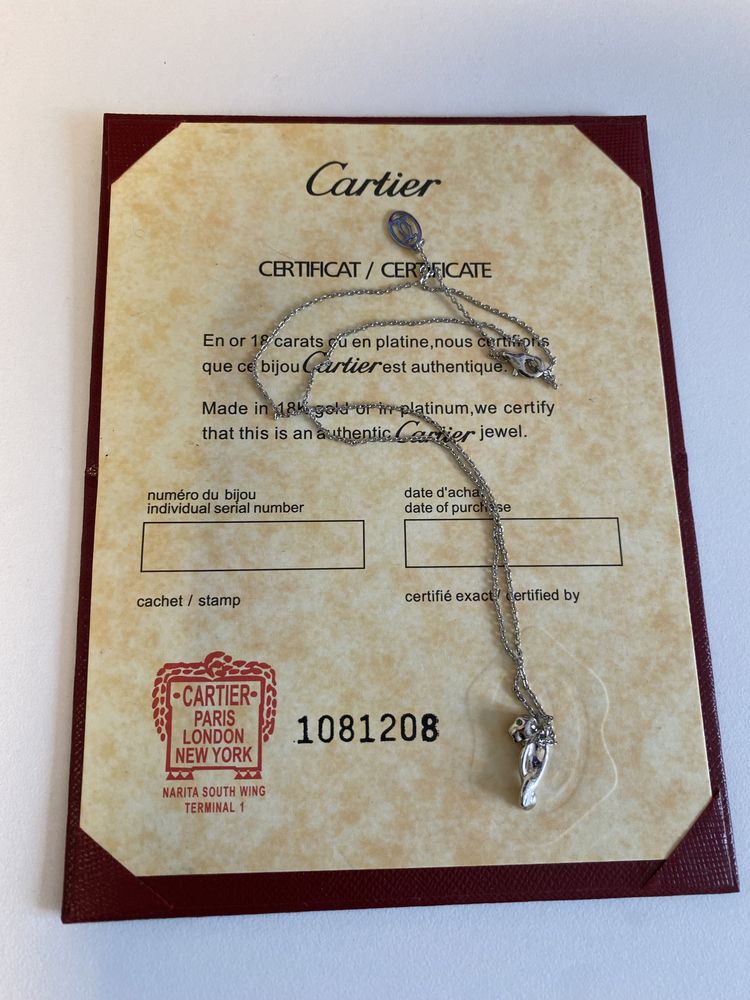 Cartier
CERTIFICAT / CERTIFICATE
En or 18 carats ou en platine,nous certifions
que ce bijou Cartier est authentique.
Made in 18K gold or in platinum,we certify
that this is an authentic Cartier jewel.
numéro du bijou
individual serial number
date d'achat
date of purchase
cachet / stamp
certifié exact / certified by
·CARTIER·
PARIS
LONDON
NEW YORK
NARITA SOUTH WING
TERMINAL 1
1081208